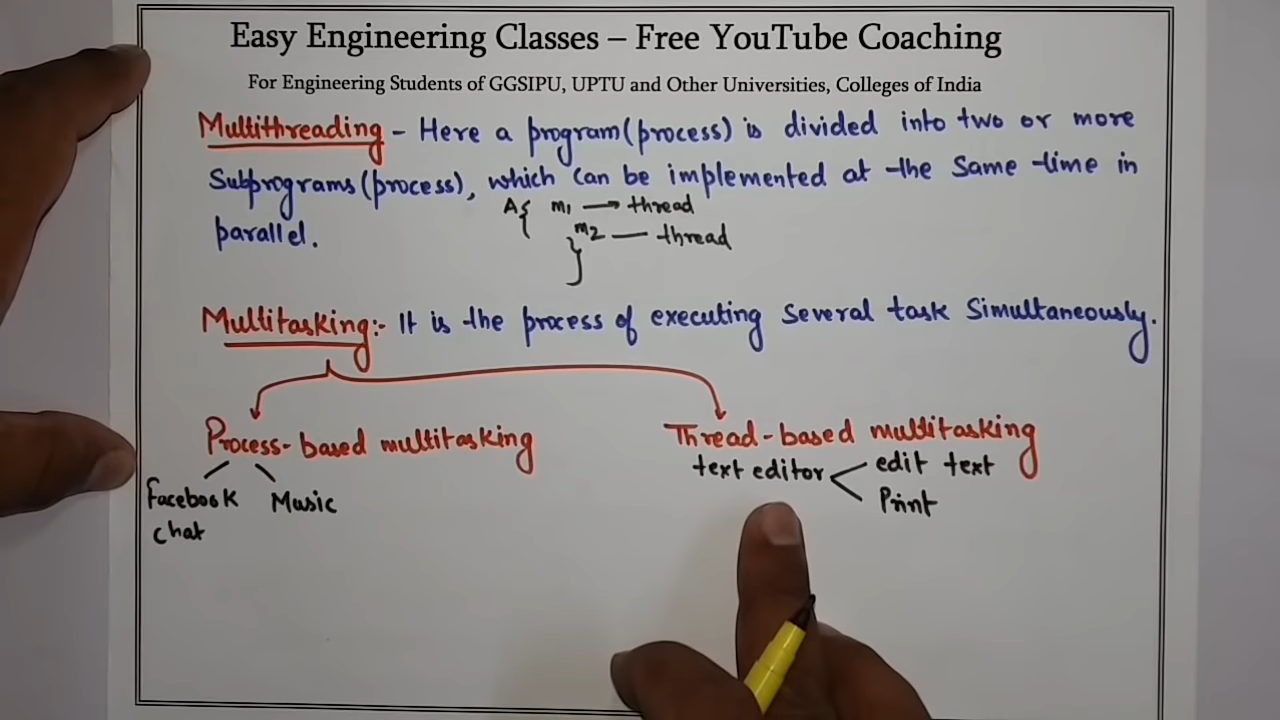 Easy Engineering Classes – Free YouTube Coaching
For Engineering Students of GGSIPU, UPTU and Other Universities, Colleges of India
Multithreading - Here a program(process) is divided into two or more
Subprograms(process), which can be implemented at the same time in
parallel.
A{ m1 → thread
m2 — thread
}
Multitasking:- It is the process of executing several task simultaneously.
Process-based multitasking
Thread-based multitasking
text editor
edit text
Print
Facebook
chat
Music